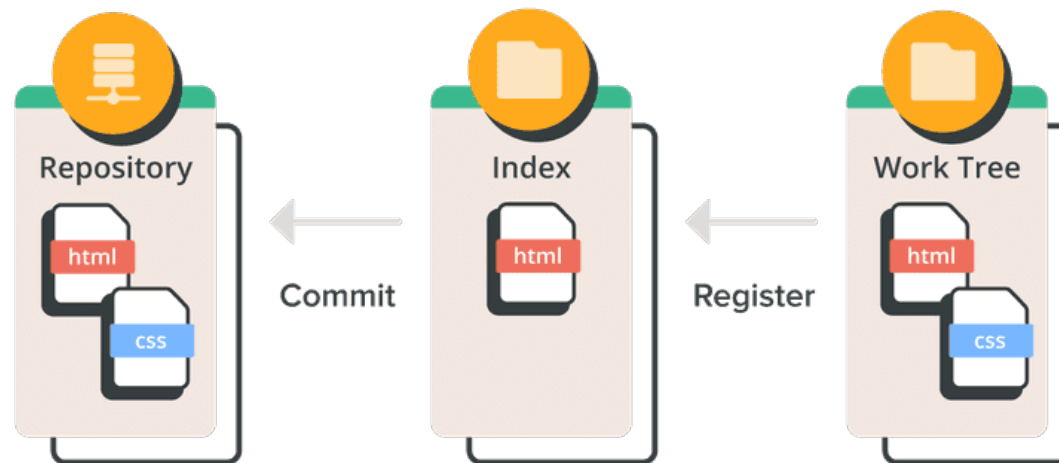 Repository
html
css
Commit
Index
html
Register
Work Tree
html
css